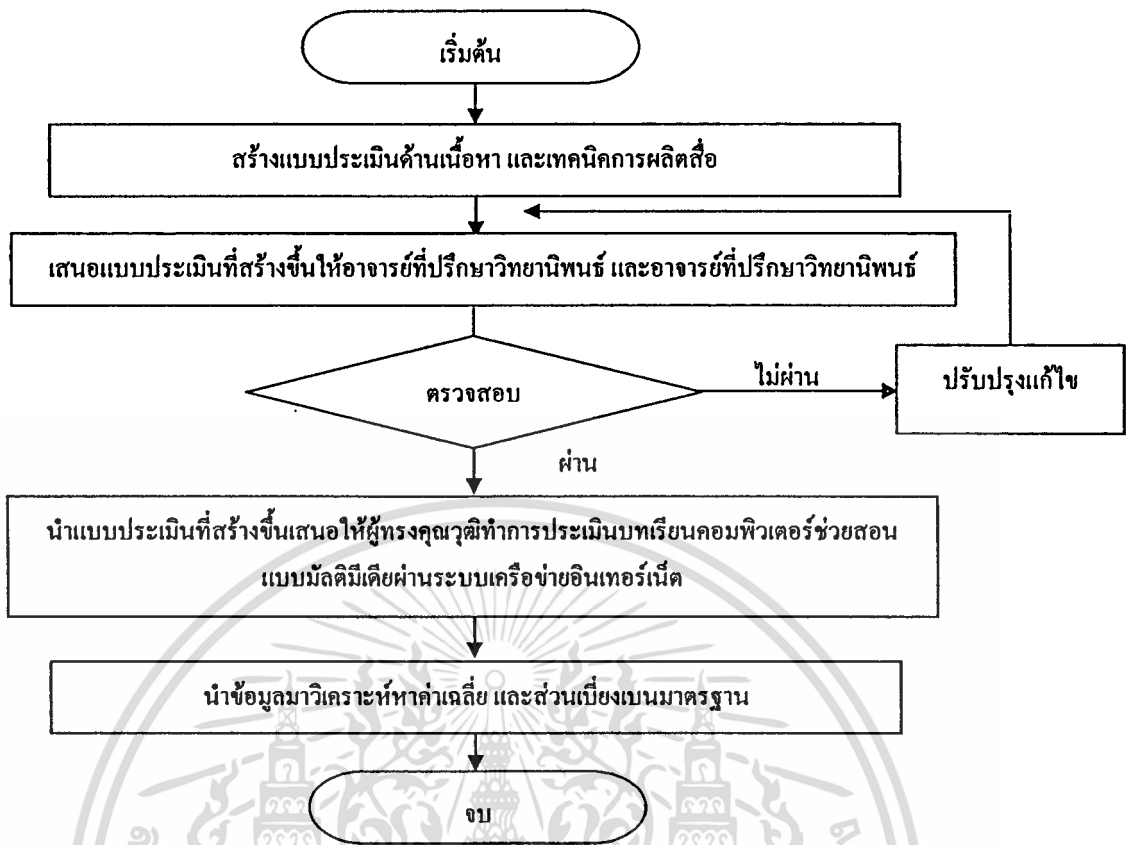 เริ่มต้น
สร้างแบบประเมินด้านเนื้อหา และเทคนิคการผลิตสื่อ
เสนอแบบประเมินที่สร้างขึ้นให้อาจารย์ที่ปรึกษาวิทยานิพนธ์ และอาจารย์ที่ปรึกษาวิทยานิพนธ์
ตรวจสอบ
ไม่ผ่าน
ปรับปรุงแก้ไข
ผ่าน
นำแบบประเมินที่สร้างขึ้นเสนอให้ผู้ทรงคุณวุฒิทำการประเมินบทเรียนคอมพิวเตอร์ช่วยสอน
แบบมัลติมีเดียผ่านระบบเครือข่ายอินเทอร์เน็ต
นำข้อมูลมาวิเคราะห์หาค่าเฉลี่ย และส่วนเบี่ยงเบนมาตรฐาน
จบ